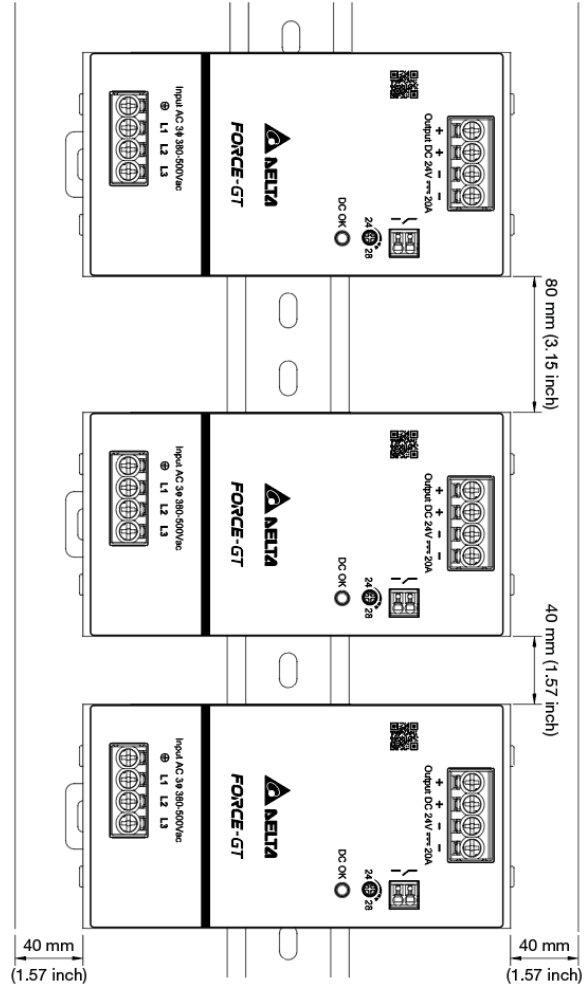 Input AC 3ϕ 380-500Vac
⏚ L1 L2 L3
DELTA
FORCE-GT
DC OK
24 28
Output DC 24V ⎓ 20A
+ + - -
80 mm (3.15 inch)
Input AC 3ϕ 380-500Vac
⏚ L1 L2 L3
DELTA
FORCE-GT
DC OK
24 28
Output DC 24V ⎓ 20A
+ + - -
40 mm (1.57 inch)
Input AC 3ϕ 380-500Vac
⏚ L1 L2 L3
DELTA
FORCE-GT
DC OK
24 28
Output DC 24V ⎓ 20A
+ + - -
40 mm
(1.57 inch)
40 mm
(1.57 inch)